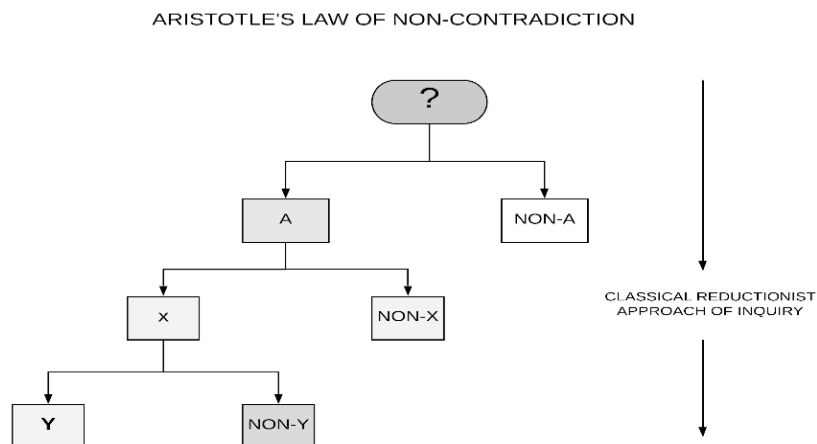 ARISTOTLE'S LAW OF NON-CONTRADICTION
?
A
NON-A
CLASSICAL REDUCTIONIST
APPROACH OF INQUIRY
x
NON-X
Y
NON-Y